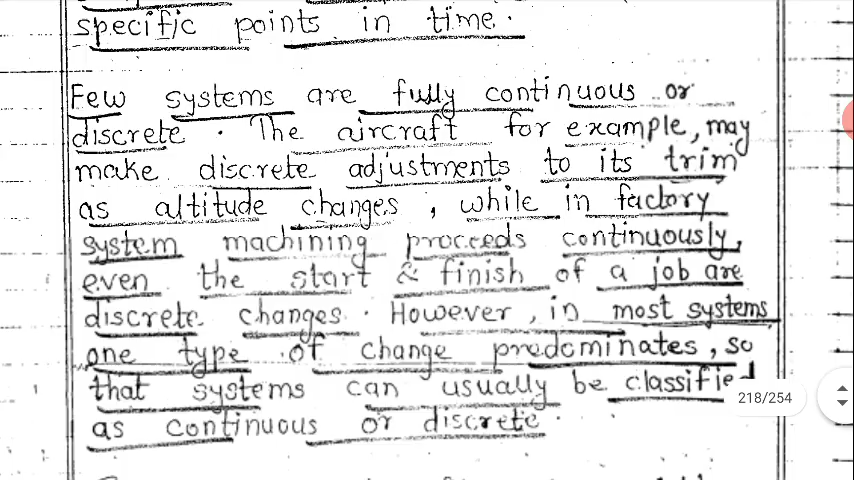 specific points in time.
Few systems are fully continuous or
discrete. The aircraft for example, may
make discrete adjustments to its trim
as altitude changes, while in factory
system machining proceeds continuously,
even the start & finish of a job are
discrete changes. However, in most systems
one type of change predominates, so
that systems can usually be classified
218/254
as continuous or discrete.